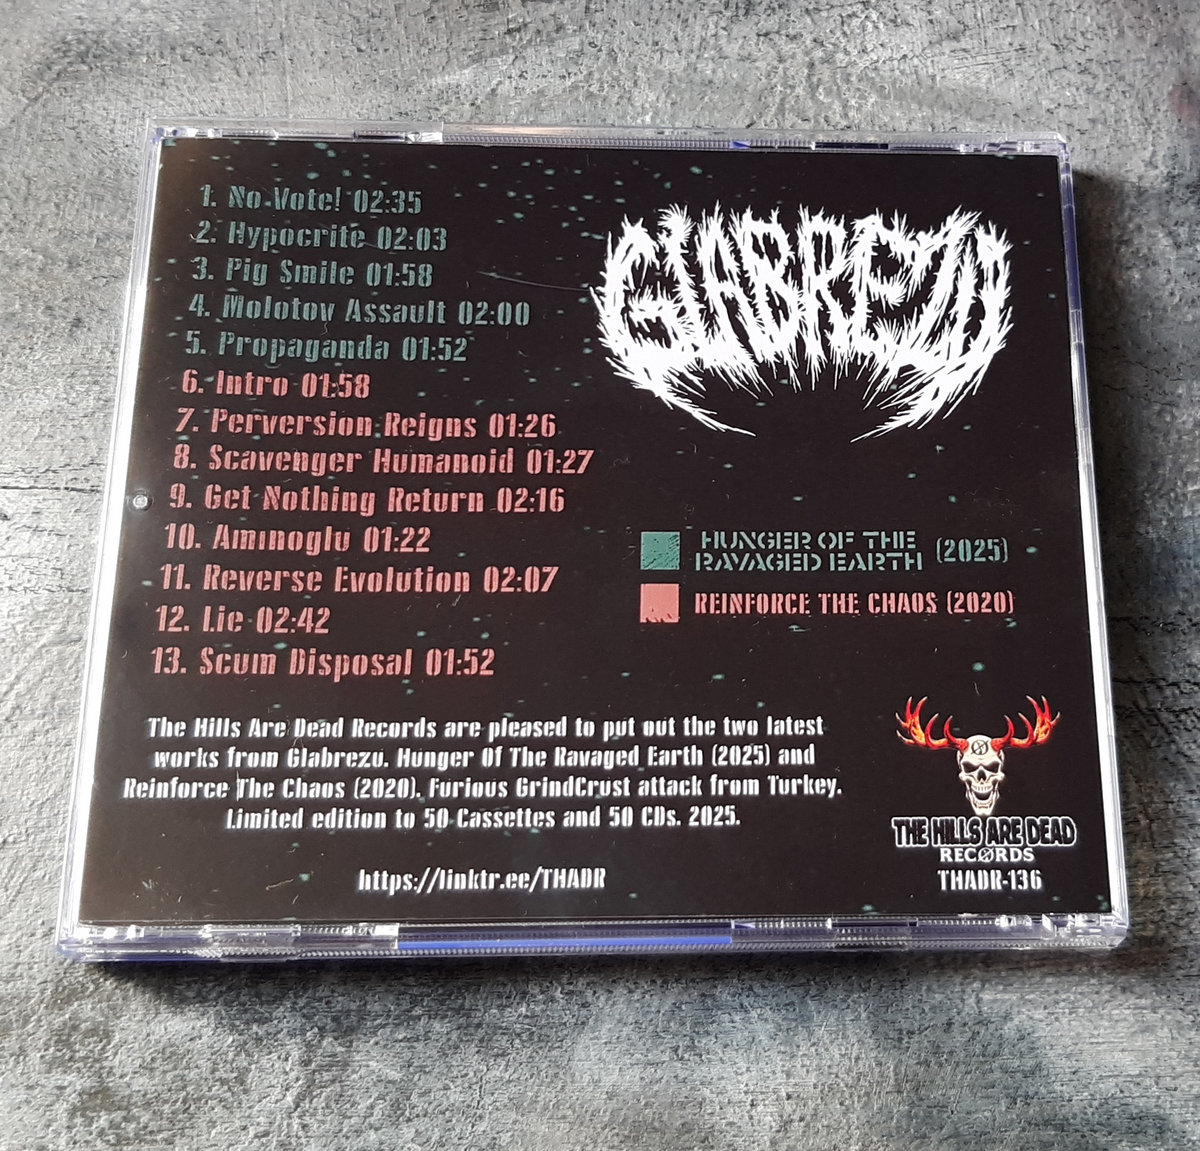 1. No Vote! 02:35
2. Hypocrite 02:03
3. Pig Smile 01:58
4. Molotov Assault 02:00
5. Propaganda 01:52
6. Intro 01:58
7. Perversion Reigns 01:26
8. Scavenger Humanoid 01:27
9. Get Nothing Return 02:16
10. Aminoglu 01:22
11. Reverse Evolution 02:07
12. Lie 02:42
13. Scum Disposal 01:52
GLABREZU
HUNGER OF THE
RAVAGED EARTH (2025)
REINFORCE THE CHAOS (2020)
The Hills Are Dead Records are pleased to put out the two latest
works from Glabrezu. Hunger Of The Ravaged Earth (2025) and
Reinforce The Chaos (2020). Furious GrindCrust attack from Turkey.
Limited edition to 50 Cassettes and 50 CDs. 2025.
https://linktr.ee/THADR
THE HILLS ARE DEAD
RECØRDS
THADR-136